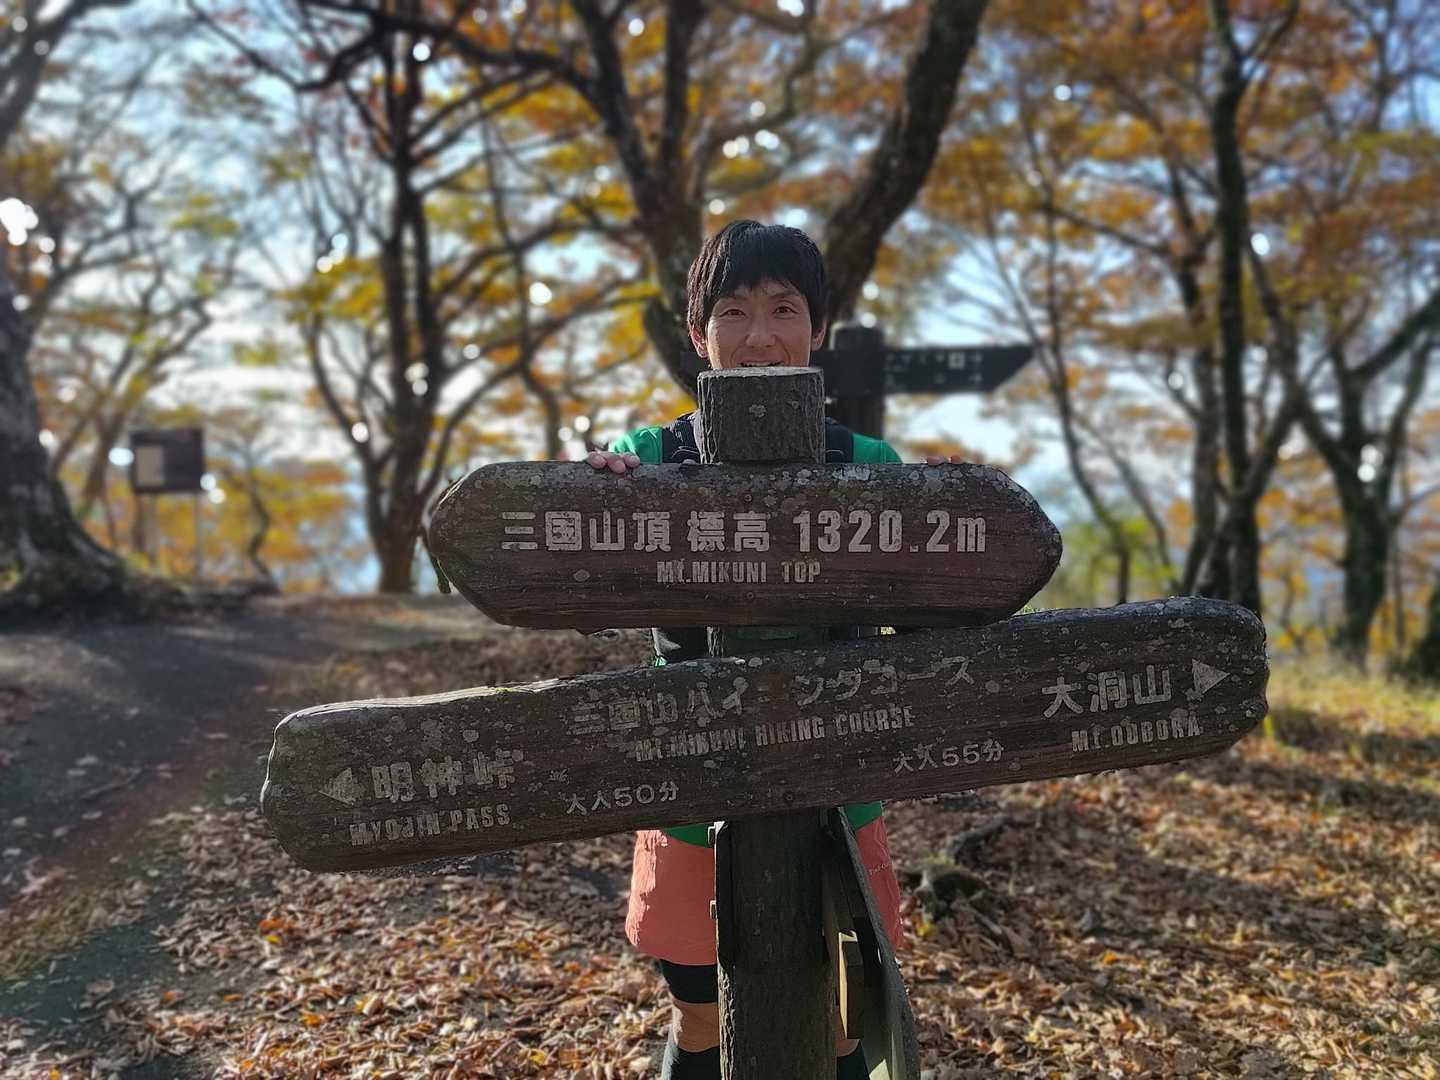 三国山頂 標高 1320.2m
Mt.MIKUNI TOP
三国山ハイキングコース
Mt.MIKUNI HIKING COURSE
大洞山
Mt.OOBORA
大人55分
明神峠
MYOJIN PASS
大人50分